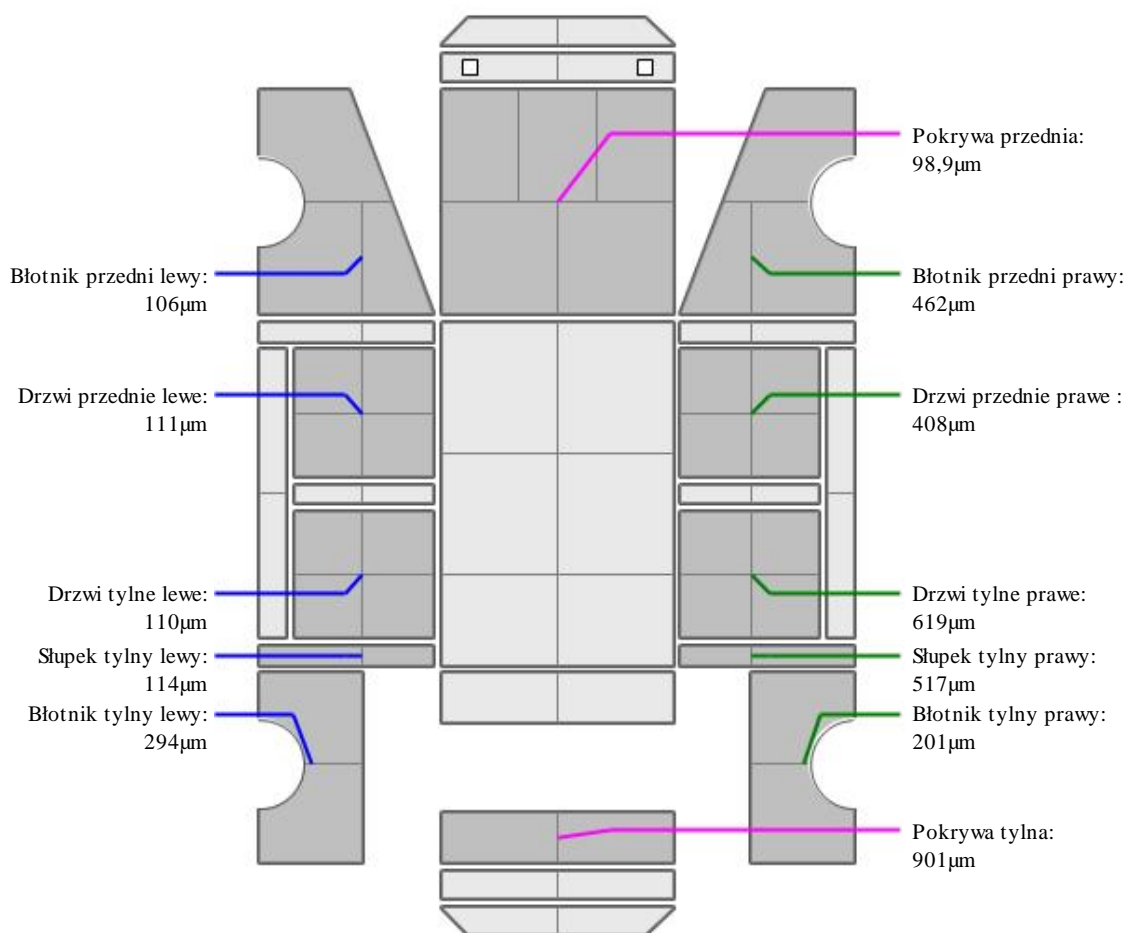 Pokrywa przednia:
98,9µm
Błotnik przedni lewy:
106µm
Błotnik przedni prawy:
462µm
Drzwi przednie lewe:
111µm
Drzwi przednie prawe :
408µm
Drzwi tylne lewe:
110µm
Drzwi tylne prawe:
619µm
Słupek tylny lewy:
114µm
Słupek tylny prawy:
517µm
Błotnik tylny lewy:
294µm
Błotnik tylny prawy:
201µm
Pokrywa tylna:
901µm